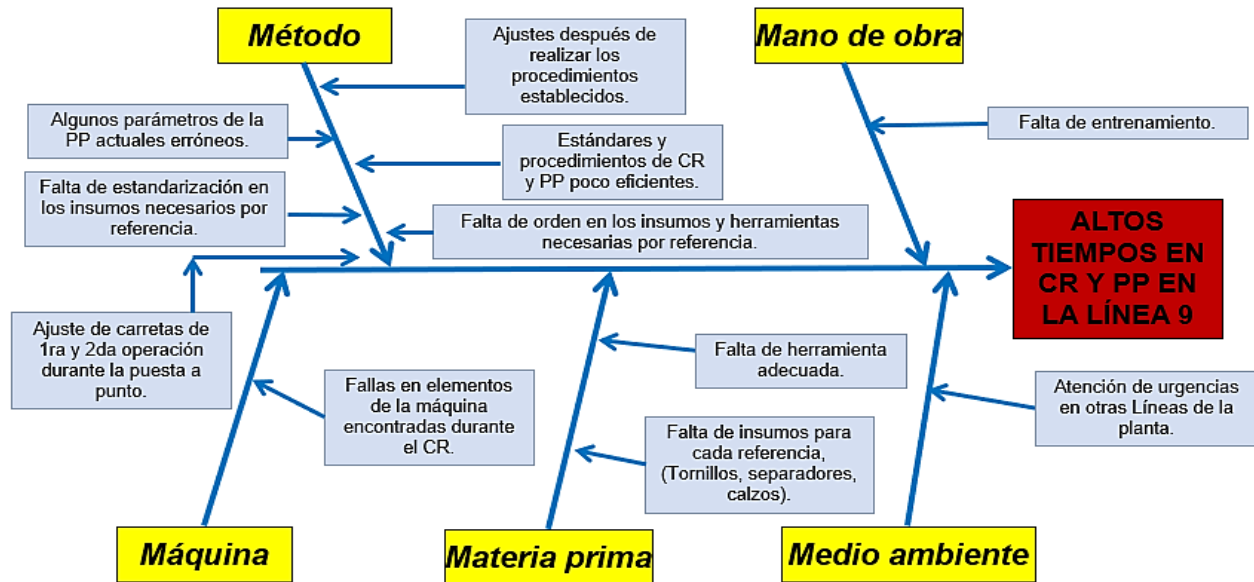 Método
Ajustes después de
realizar los
procedimientos
establecidos.
Mano de obra
Algunos parámetros de la
PP actuales erróneos.
Falta de entrenamiento.
Estándares y
procedimientos de CR
y PP poco eficientes.
Falta de estandarización en
los insumos necesarios por
referencia.
Falta de orden en los insumos y herramientas
necesarias por referencia.
ALTOS
TIEMPOS EN
CR Y PP EN
LA LÍNEA 9
Ajuste de carretas de
1ra y 2da operación
durante la puesta a
punto.
Fallas en elementos
de la máquina
encontradas durante
el CR.
Falta de herramienta
adecuada.
Atención de urgencias
en otras Líneas de la
planta.
Falta de insumos para
cada referencia,
(Tornillos, separadores,
calzos).
Máquina
Materia prima
Medio ambiente